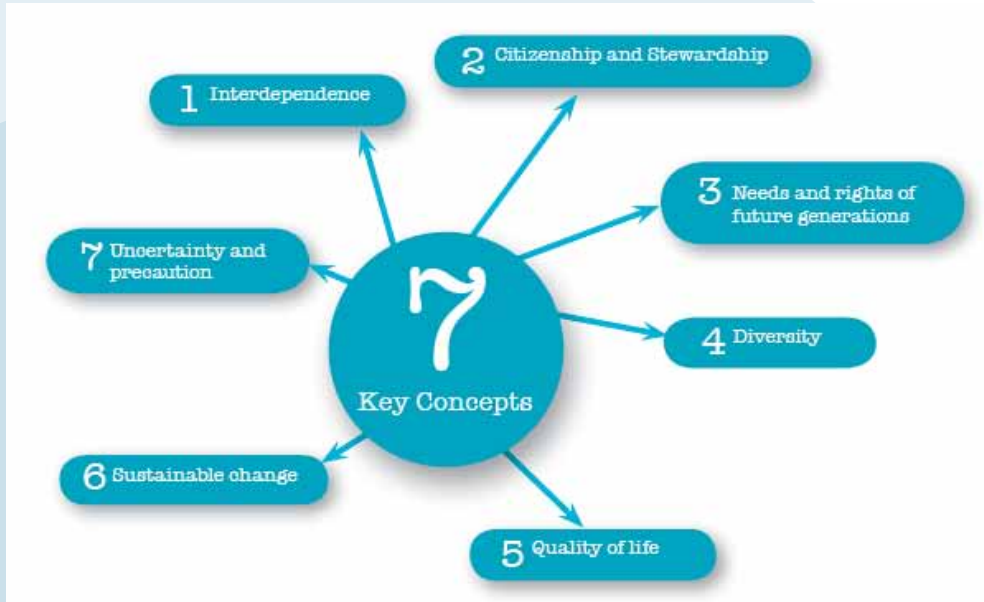 1 Interdependence
2 Citizenship and Stewardship
3 Needs and rights of
future generations
4 Diversity
5 Quality of life
6 Sustainable change
7 Uncertainty and
precaution
7
Key Concepts